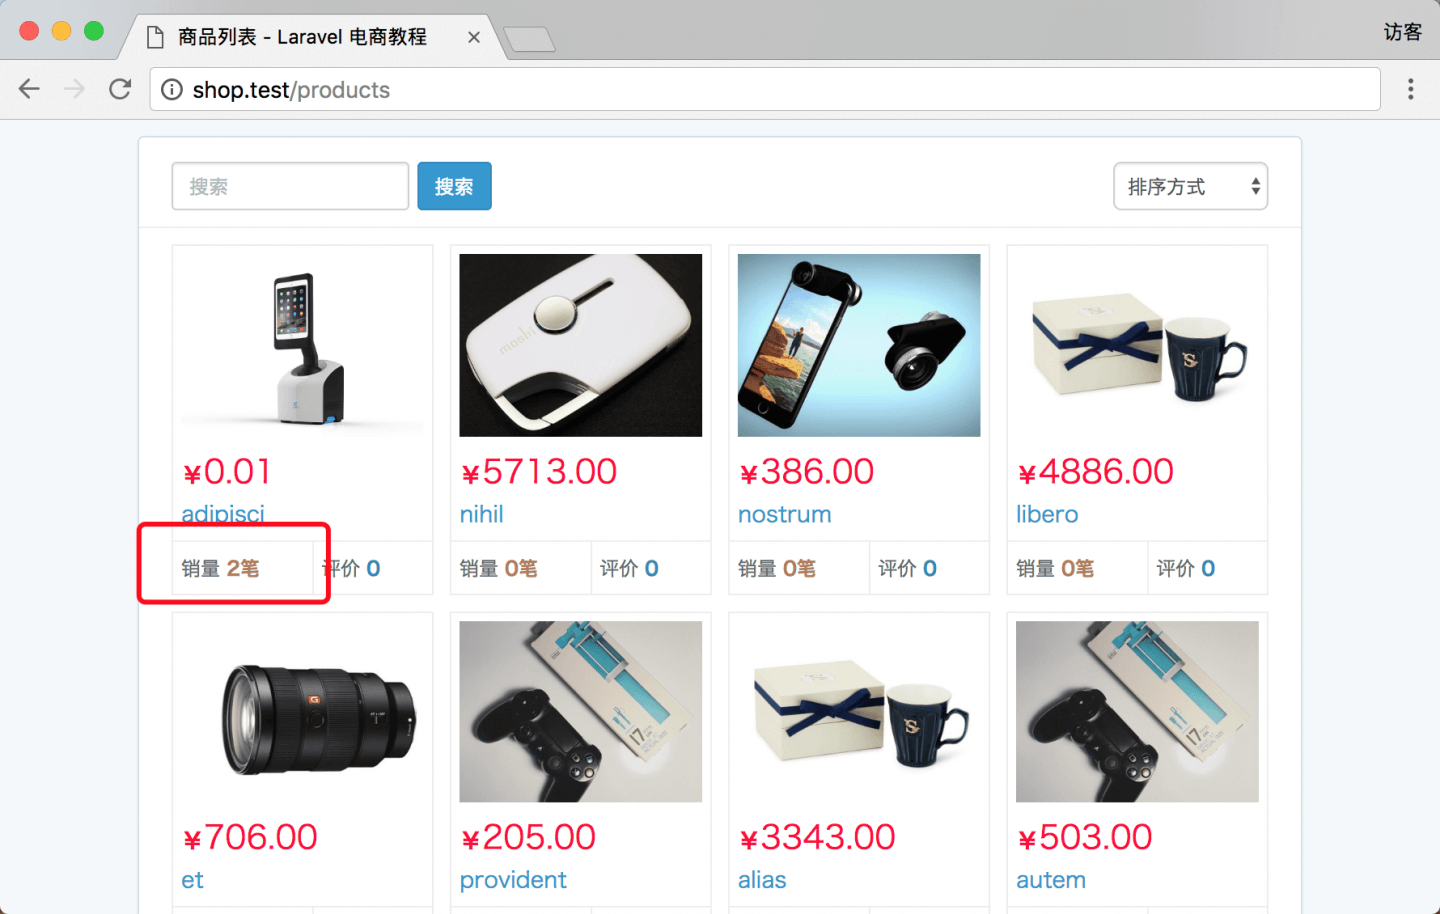 商品列表 - Laravel 电商教程
访客
shop.test/products
搜索
搜索
排序方式
moshi
¥0.01
¥5713.00
¥386.00
¥4886.00
adipisci
nihil
nostrum
libero
销量 2笔
评价 0
销量 0笔
评价 0
销量 0笔
评价 0
销量 0笔
评价 0
¥706.00
¥205.00
¥3343.00
¥503.00
et
provident
alias
autem